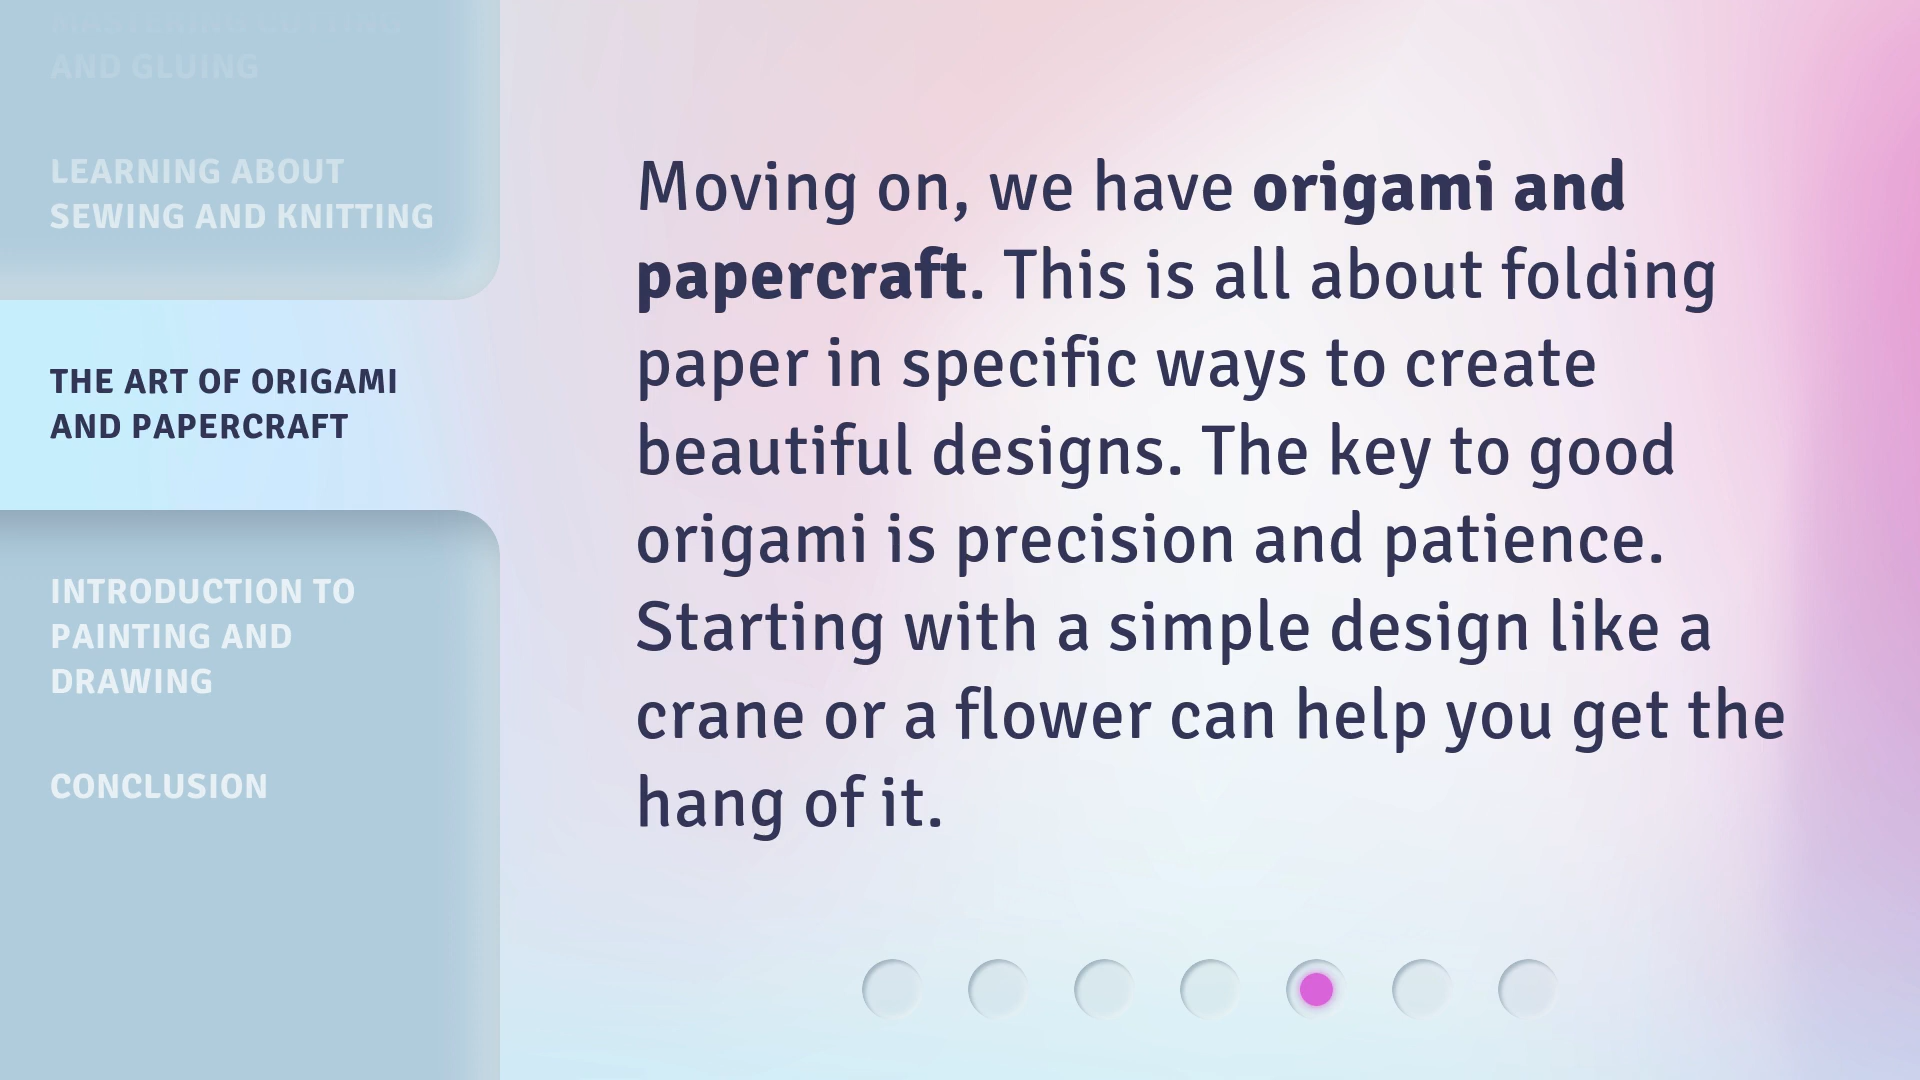 MASTERING CUTTING
AND GLUING
LEARNING ABOUT
SEWING AND KNITTING
THE ART OF ORIGAMI
AND PAPERCRAFT
INTRODUCTION TO
PAINTING AND
DRAWING
CONCLUSION
Moving on, we have origami and
papercraft. This is all about folding
paper in specific ways to create
beautiful designs. The key to good
origami is precision and patience.
Starting with a simple design like a
crane or a flower can help you get the
hang of it.